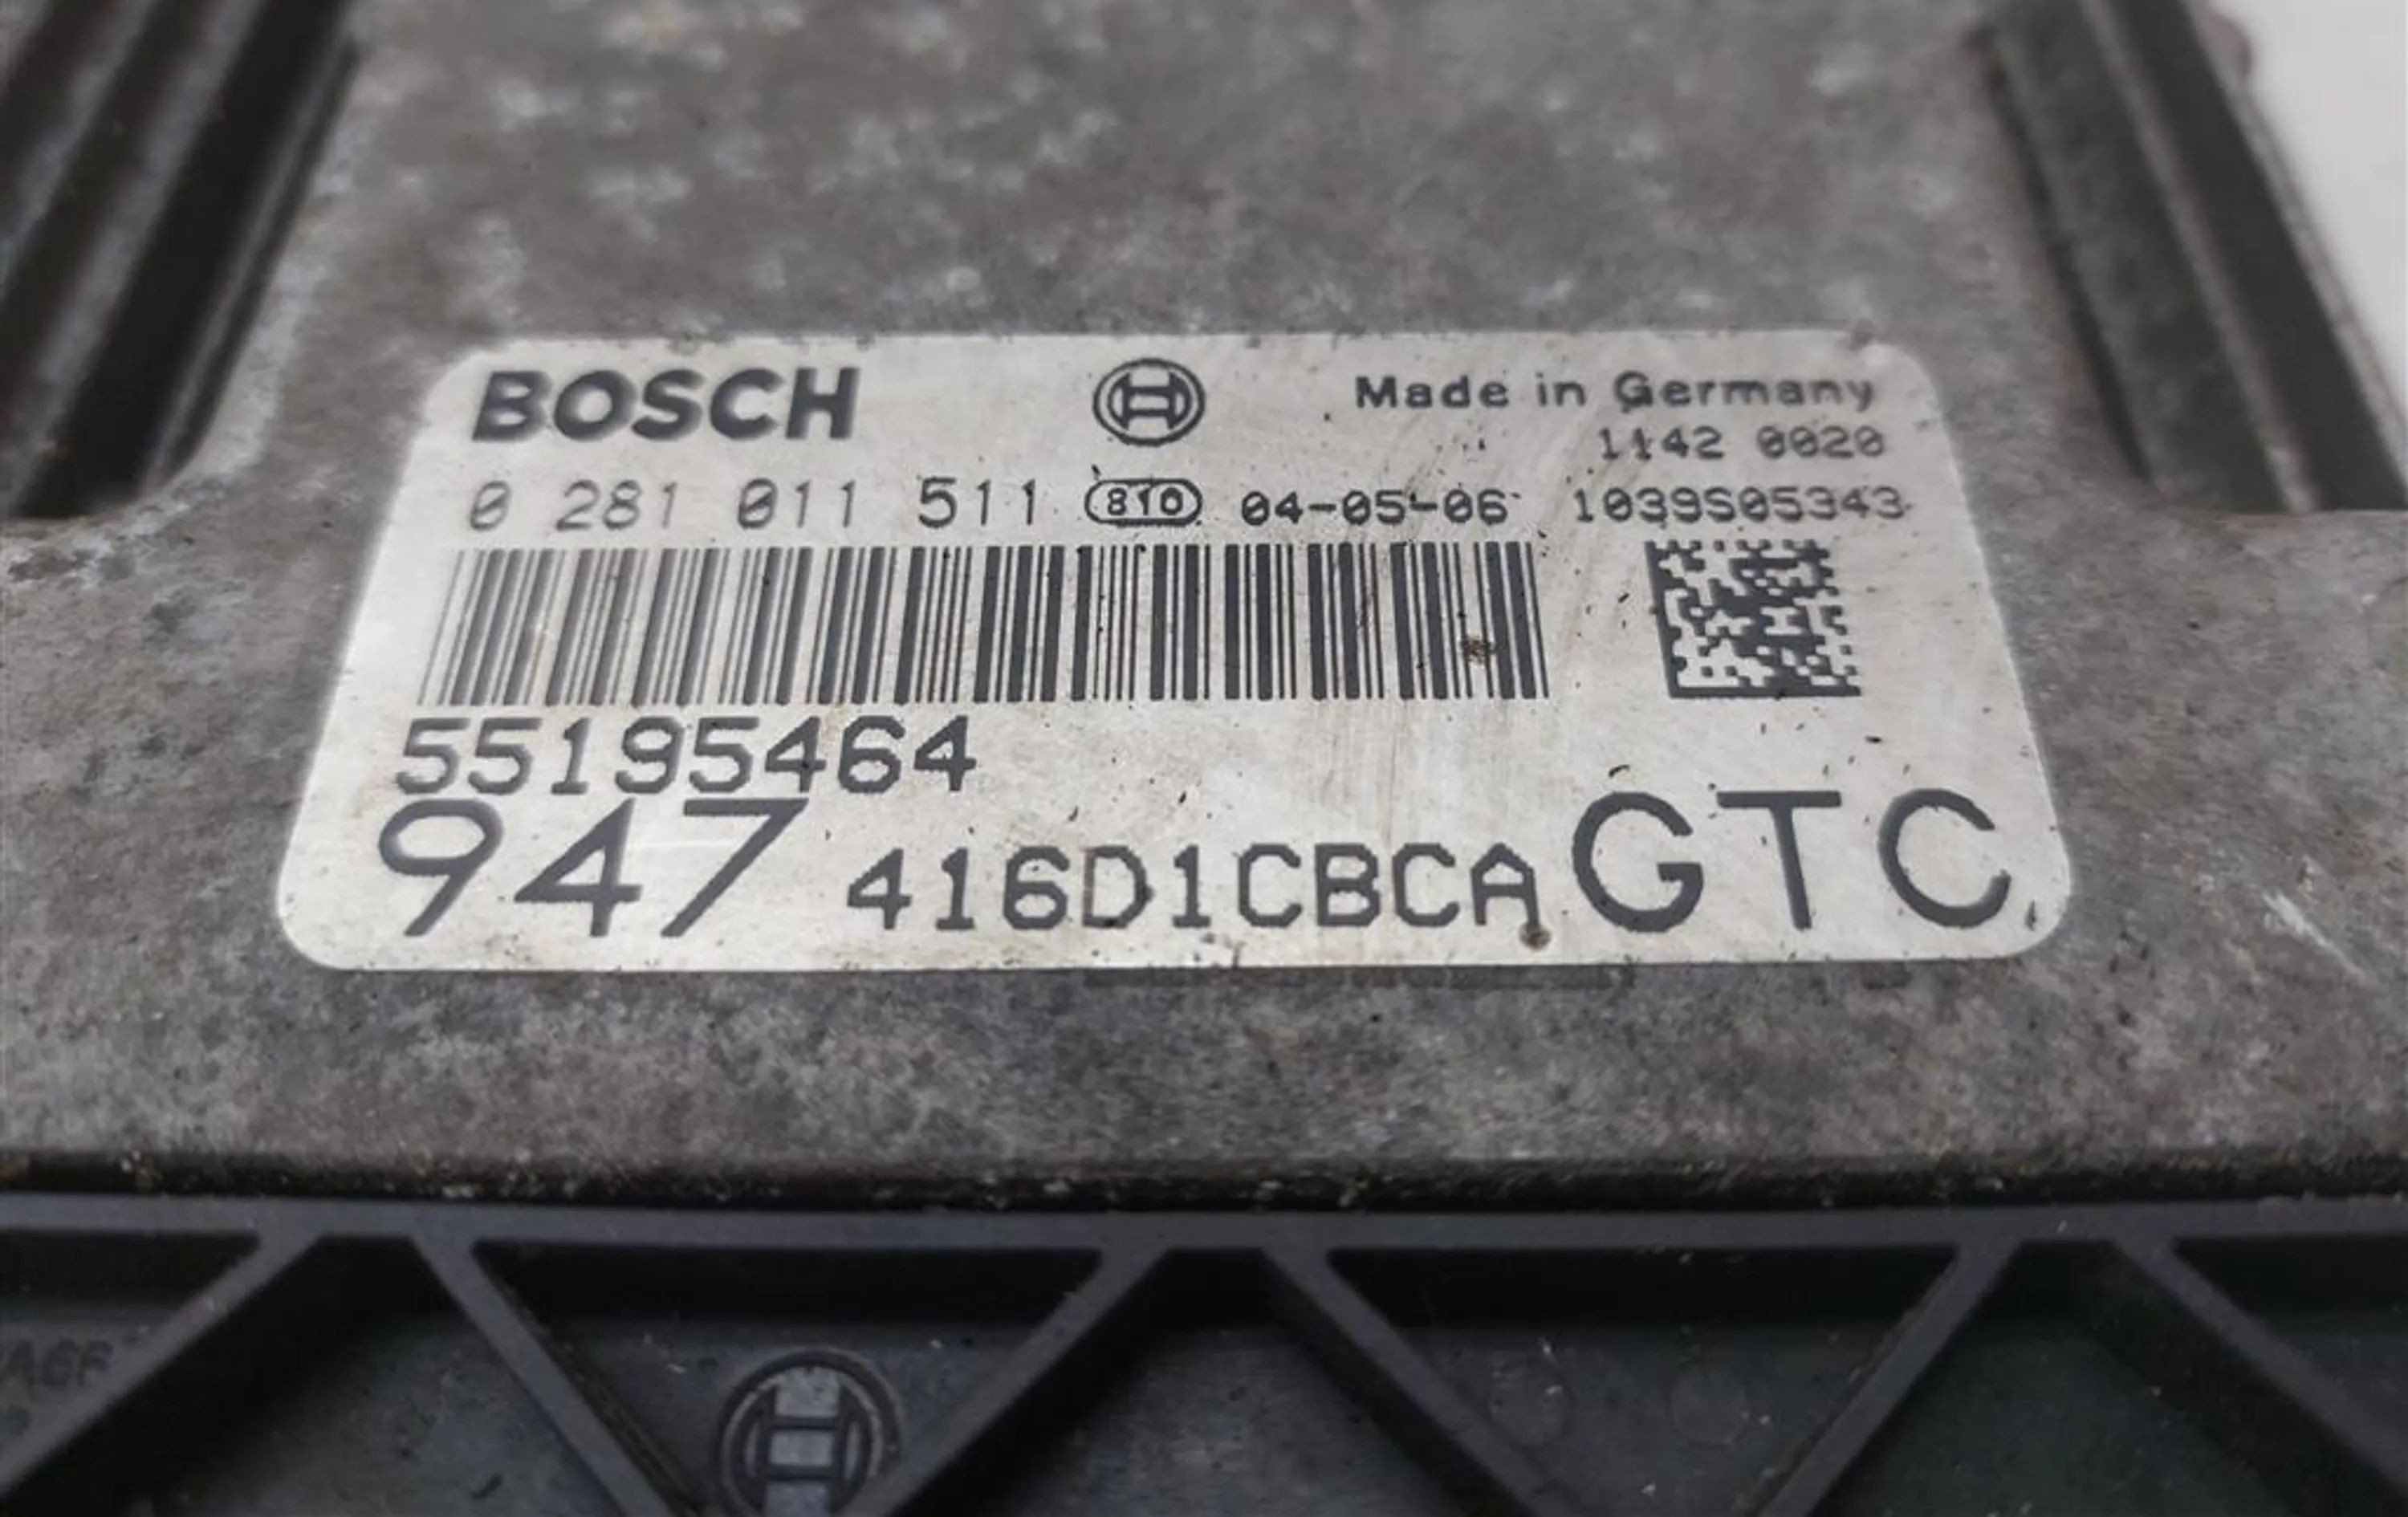 BOSCH Made in Germany
1142 0020
0 281 011 511 810 04-05-06 1039S05343
55195464
947 416D1CBCA GTC